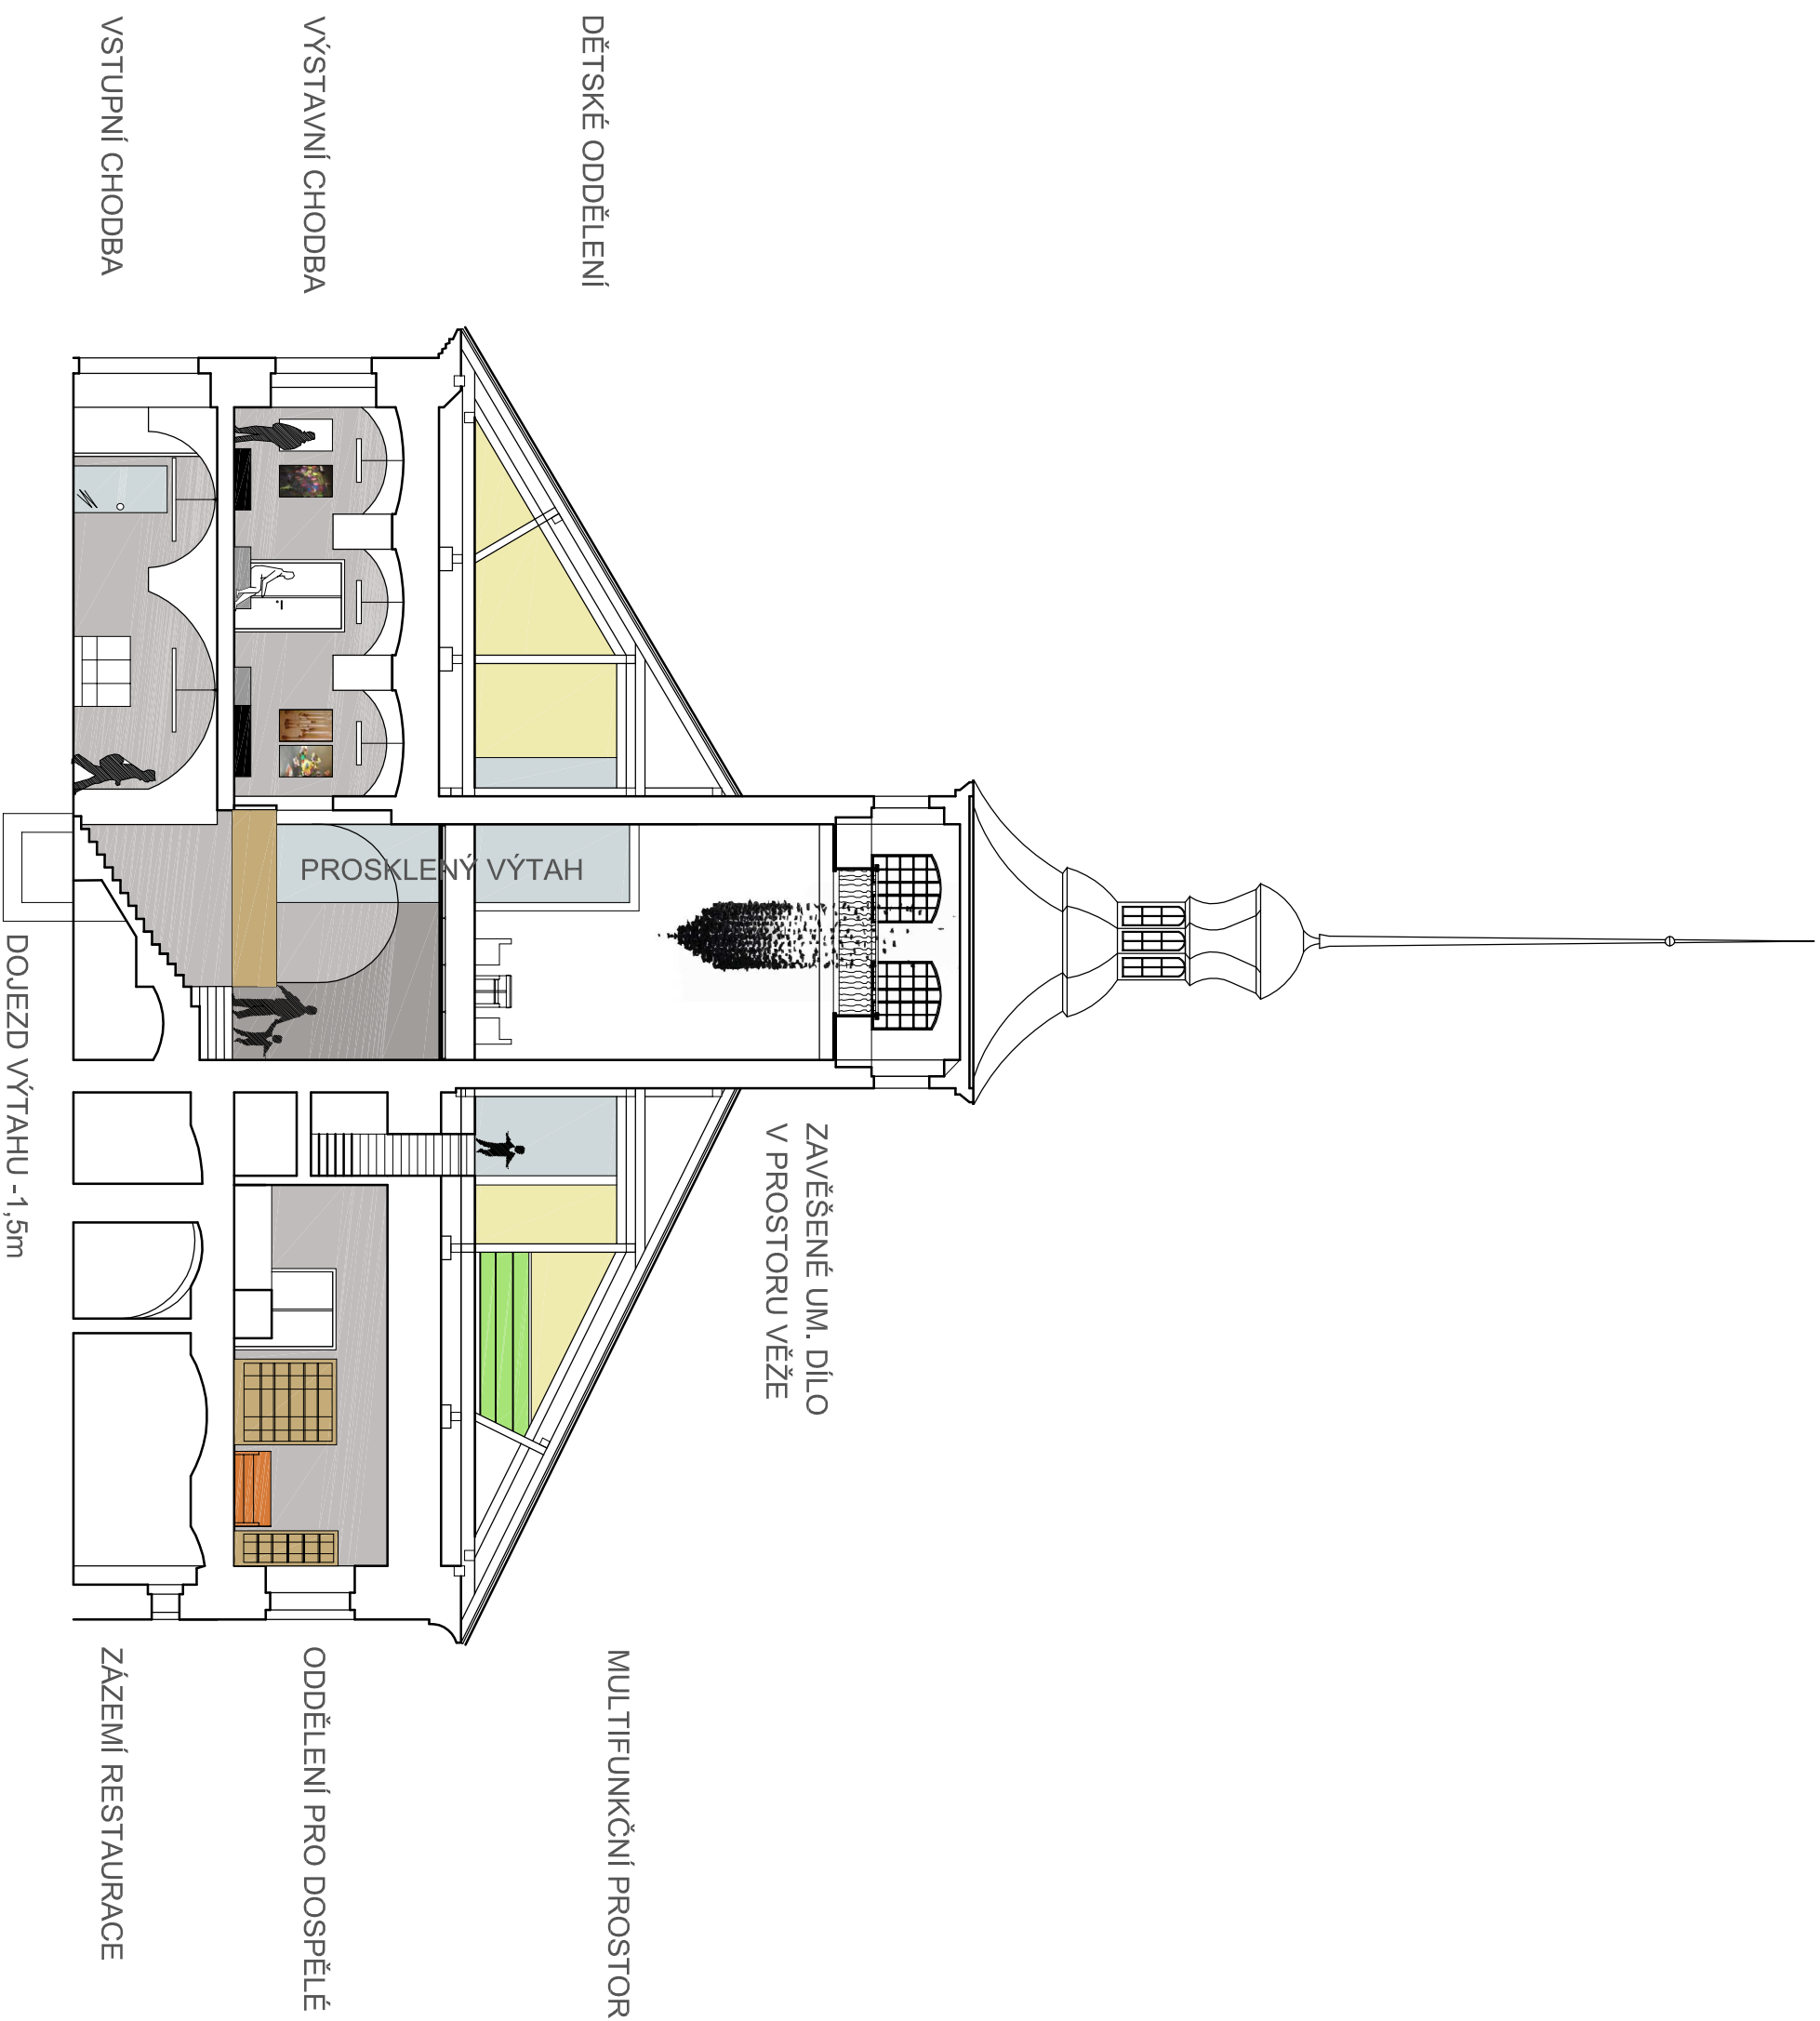 DĚTSKÉ ODDĚLENÍ
VÝSTAVNÍ CHODBA
VSTUPNÍ CHODBA
PROSKLENÝ VÝTAH
DOJEZD VÝTAHU -1,5m
ZAVĚŠENÉ UM. DÍLO
V PROSTORU VĚŽE
MULTIFUNKČNÍ PROSTOR
ODDĚLENÍ PRO DOSPĚLÉ
ZÁZEMÍ RESTAURACE